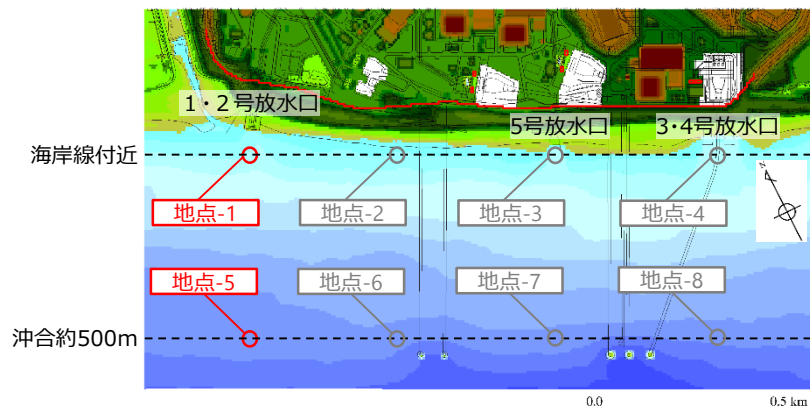 1・2号放水口
5号放水口
3・4号放水口
海岸線付近
地点-1
地点-2
地点-3
地点-4
地点-5
地点-6
地点-7
地点-8
沖合約500m
N
0.0
0.5 km